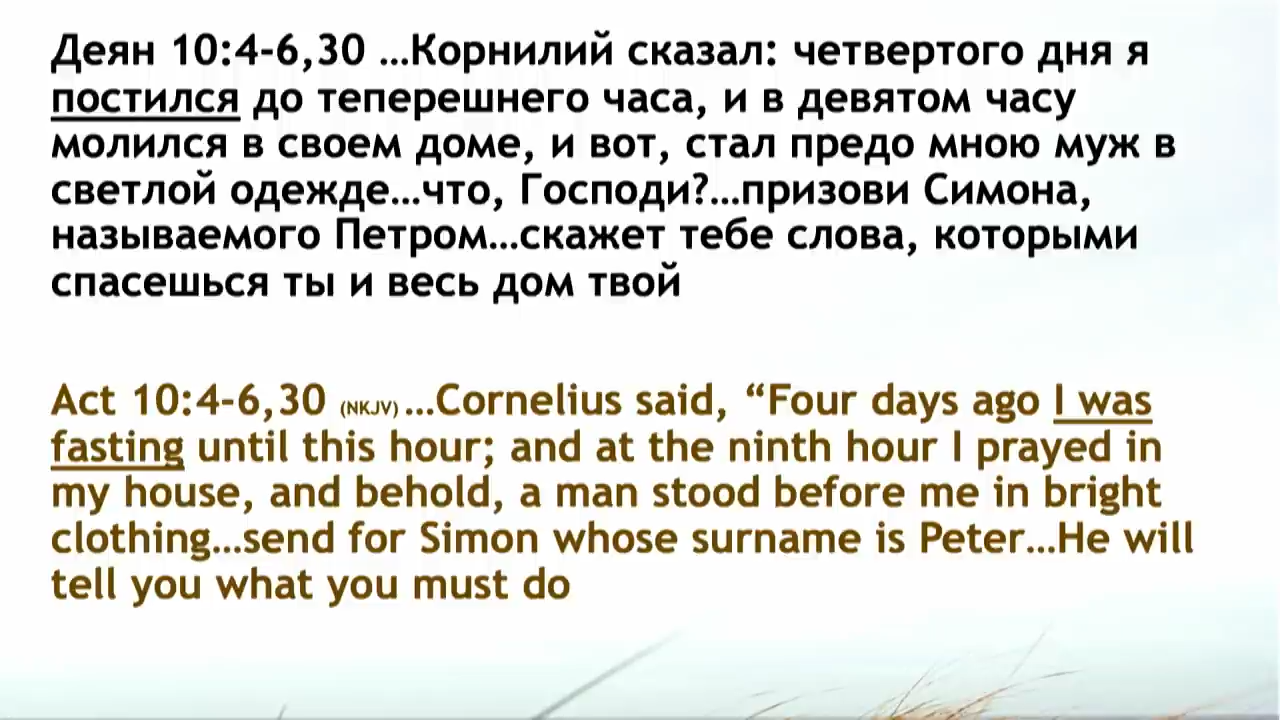 Деян 10:4-6,30 …Корнилий сказал: четвертого дня я
постился до теперешнего часа, и в девятом часу
молился в своем доме, и вот, стал предо мною муж в
светлой одежде…что, Господи?…призови Симона,
называемого Петром…скажет тебе слова, которыми
спасешься ты и весь дом твой
Act 10:4-6,30 (NKJV) …Cornelius said, “Four days ago I was
fasting until this hour; and at the ninth hour I prayed in
my house, and behold, a man stood before me in bright
clothing…send for Simon whose surname is Peter…He will
tell you what you must do